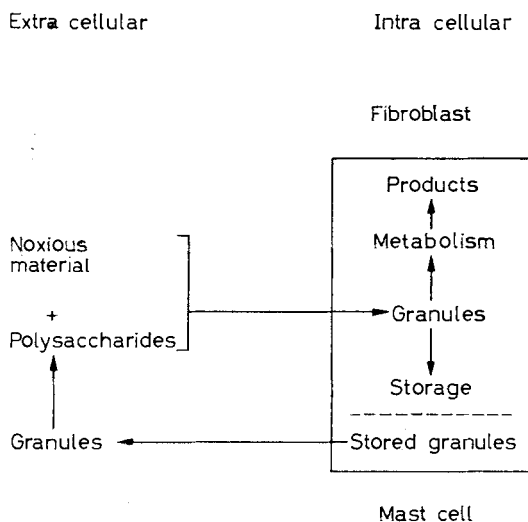 Extra cellular
Intra cellular
Fibroblast
Products
Metabolism
Noxious
material
+
Polysaccharides
Granules
Storage
Granules
Stored granules
Mast cell